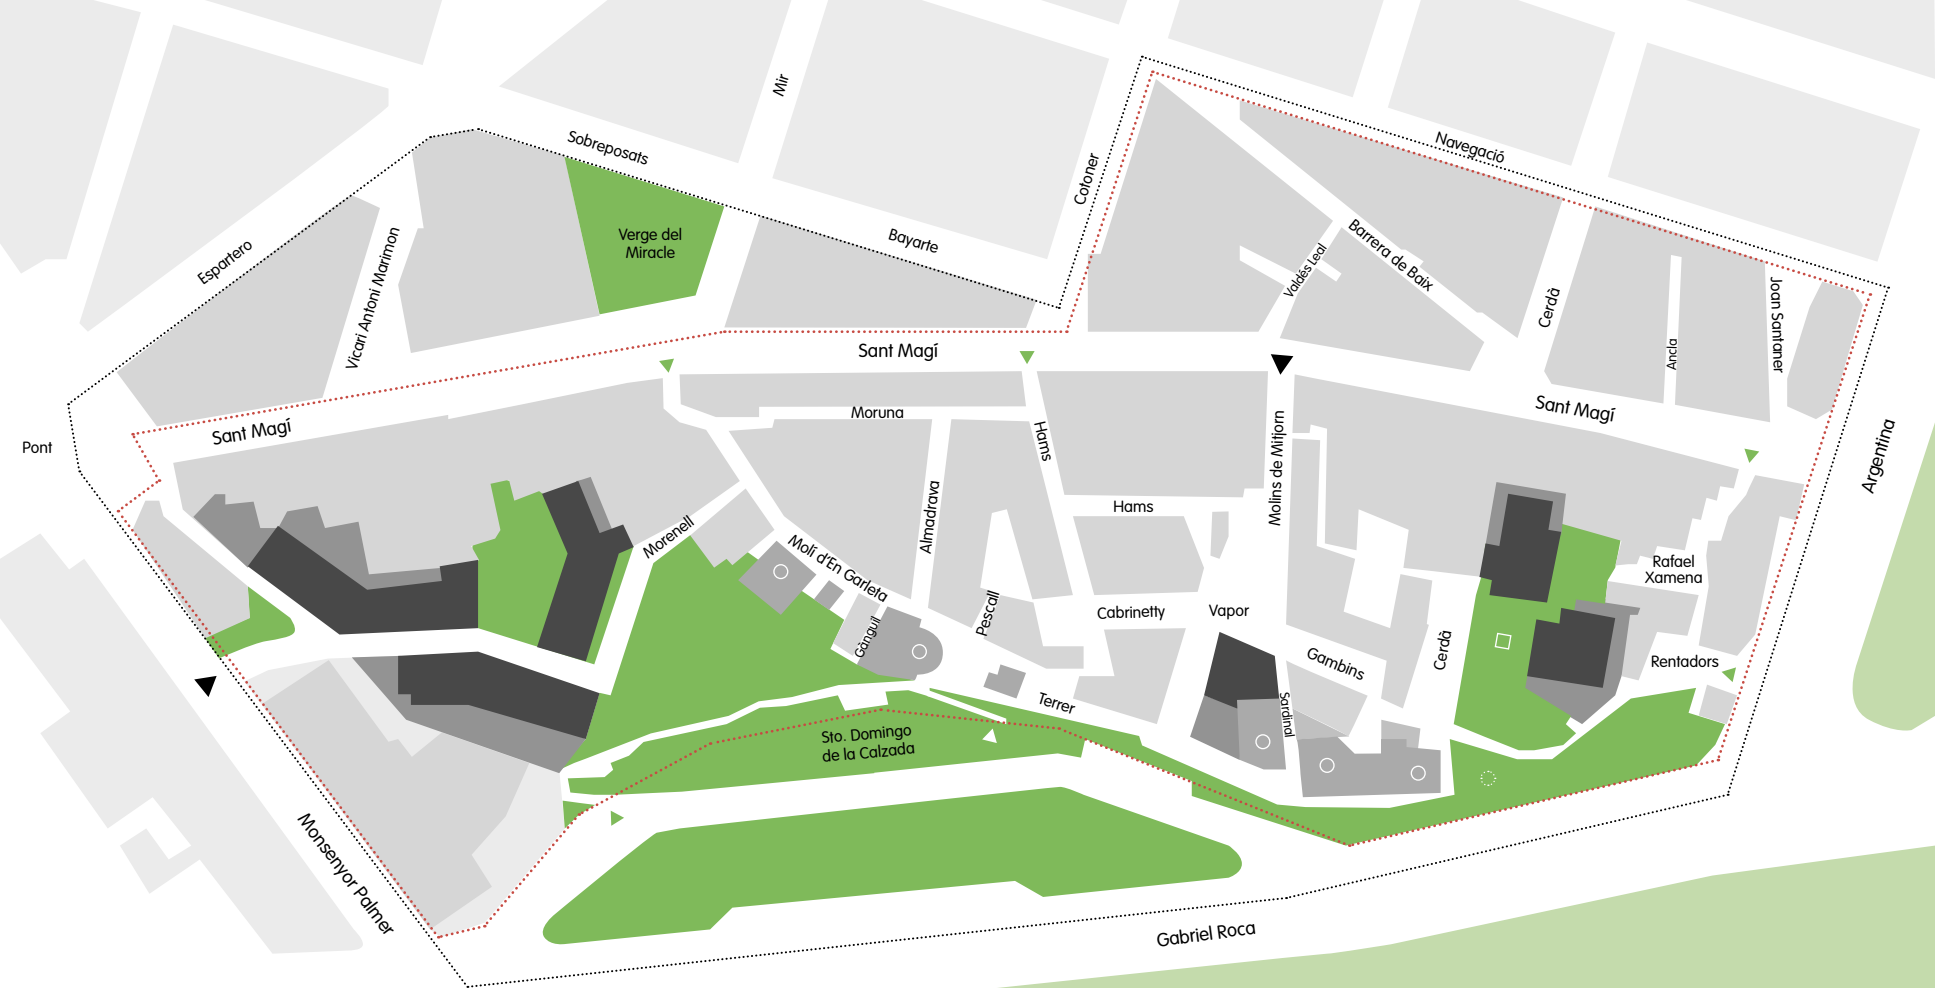 Mir
Sobreposats
Navegació
Cotoner
Verge del
Miracle
Bayarte
Espartero
Vicari Antoni Marimon
Barrera de Baix
Valdés Leal
Cerdà
Joan Santaner
Ancla
Sant Magí
Sant Magí
Sant Magí
Moruna
Pont
Hams
Molins de Mitjorn
Argentina
Hams
Almadrava
Morenell
Molí d'En Garleta
Rafael
Xamena
Pescall
Cabrinetty
Vapor
Gànguil
Cerdà
Gambins
Rentadors
Terrer
Sardinal
Sto. Domingo
de la Calzada
Monsenyor Palmer
Gabriel Roca